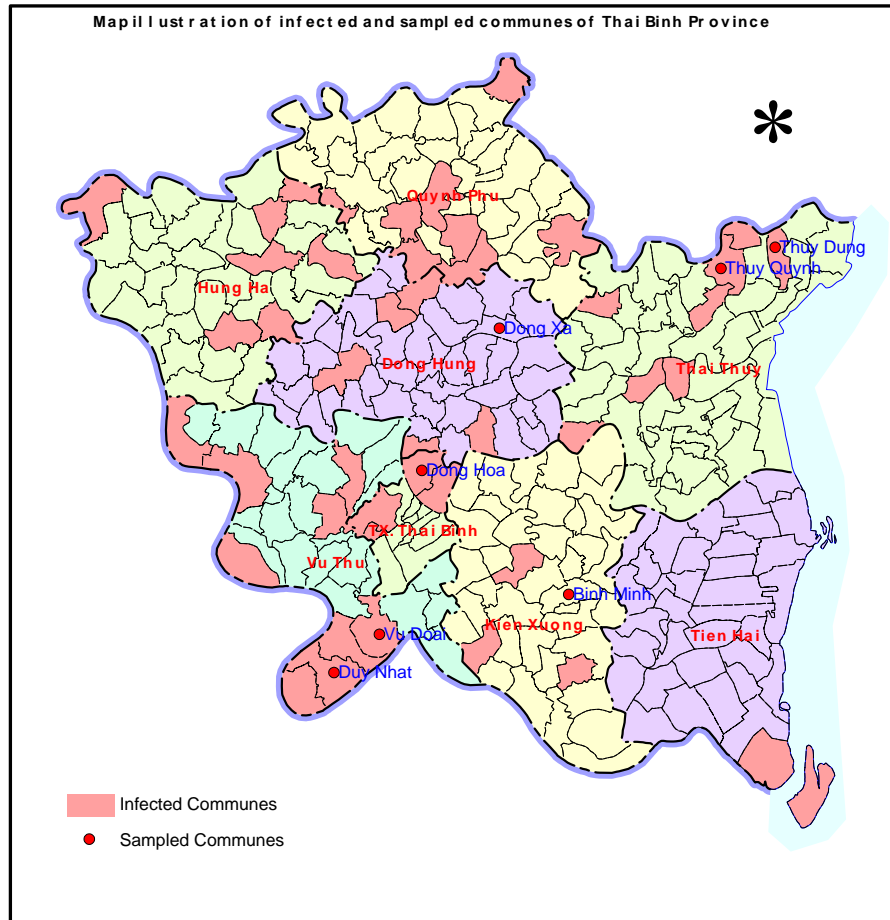 Map illustration of infected and sampled communes of Thai Binh Province
*
Quynh Phu
Thuy Dung
Thuy Quynh
Hung Ha
Dong Xa
Dong Hung
Thai Thuy
Dong Hoa
TX. Thai Binh
Vu Thu
Binh Minh
Kien Xuong
Vu Doai
Tien Hai
Duy Nhat
Infected Communes
Sampled Communes